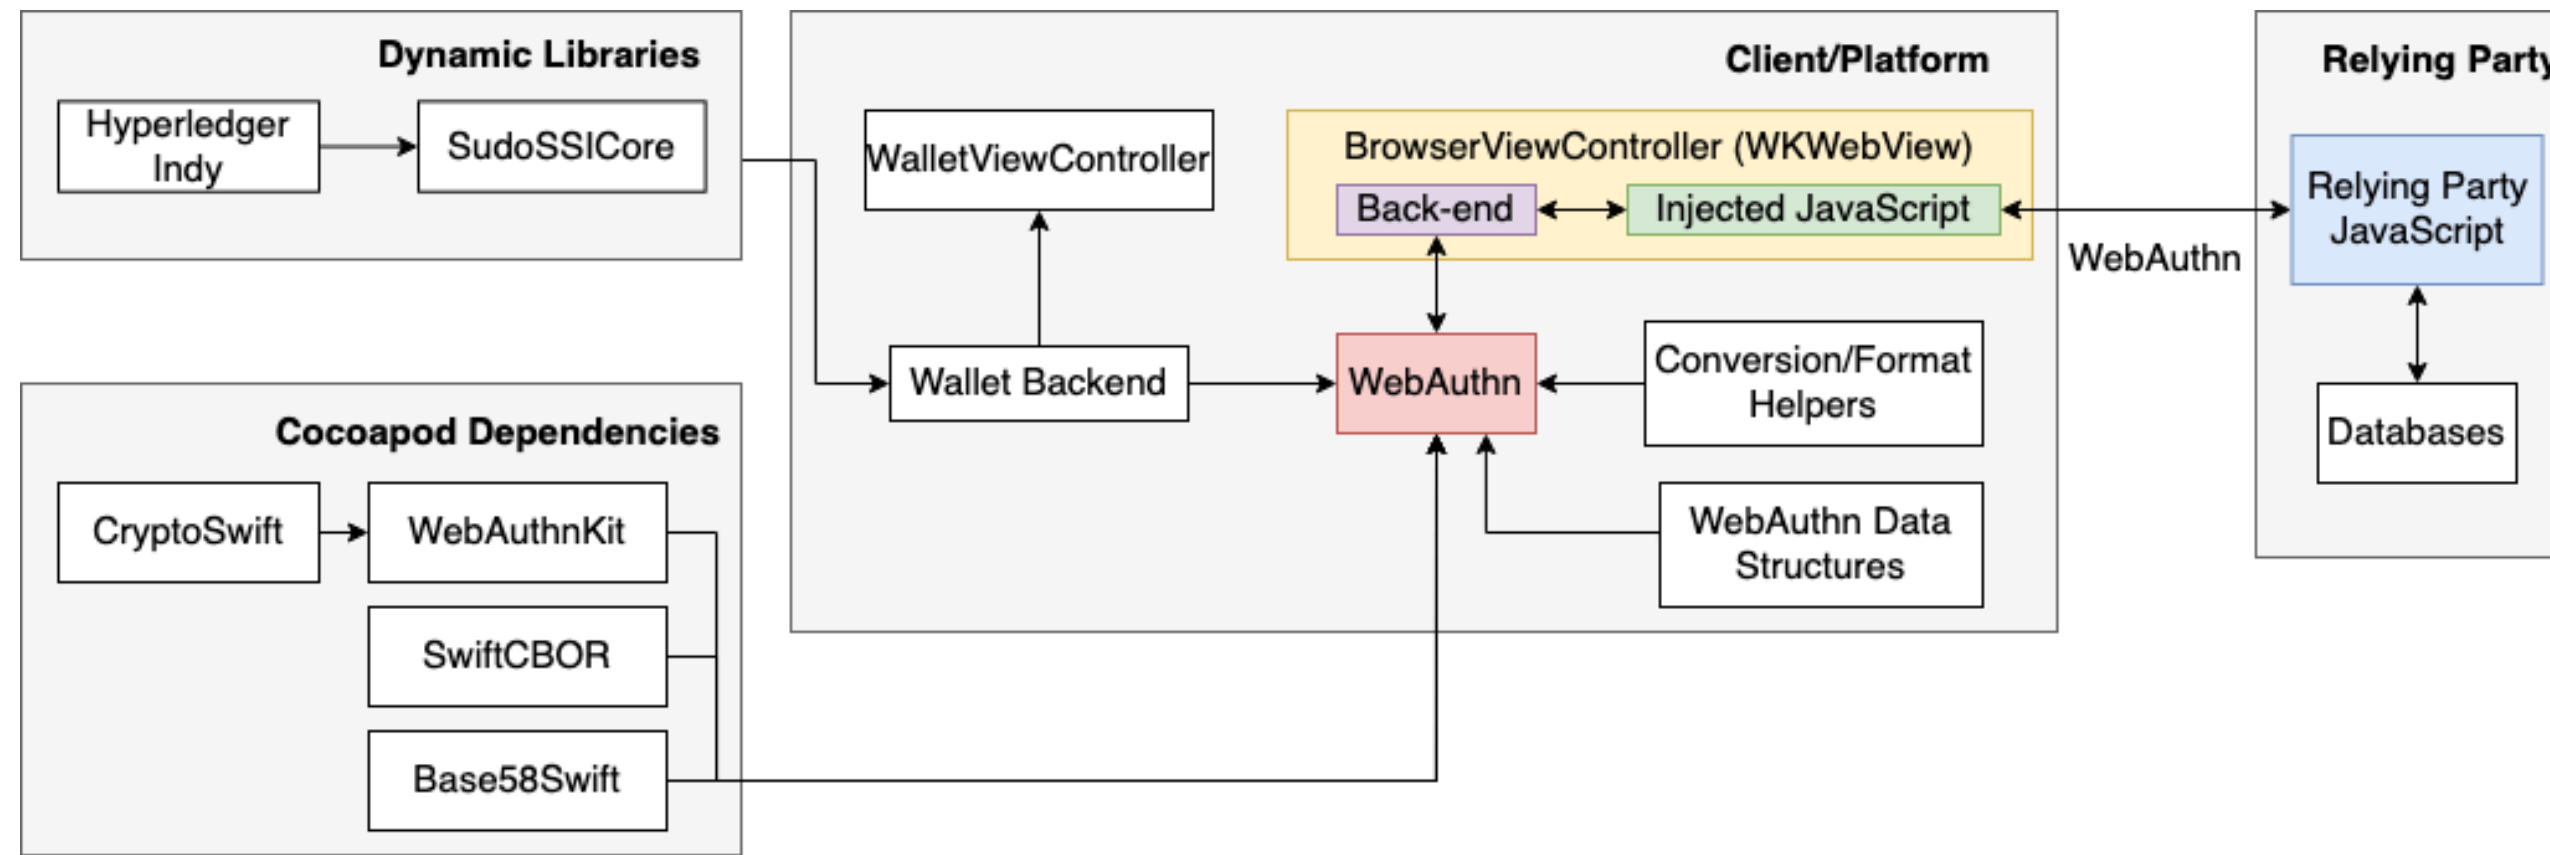 Dynamic Libraries
Hyperledger
Indy
SudoSSICore
Cocoapod Dependencies
CryptoSwift
WebAuthnKit
SwiftCBOR
Base58Swift
Client/Platform
WalletViewController
BrowserViewController (WKWebView)
Back-end
Injected JavaScript
Wallet Backend
WebAuthn
Conversion/Format
Helpers
WebAuthn Data
Structures
WebAuthn
Relying Party
Relying Party
JavaScript
Databases